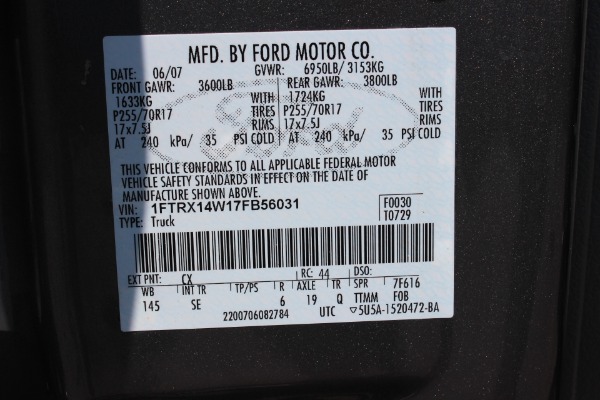 MFD. BY FORD MOTOR CO.
DATE: 06/07 GVWR: 6950LB/ 3153KG
FRONT GAWR: 3600LB REAR GAWR: 3800LB
1633KG WITH 1724KG WITH
P255/70R17 TIRES P255/70R17 TIRES
17x7.5J RIMS 17x7.5J RIMS
AT 240 kPa/ 35 PSI COLD AT 240 kPa/ 35 PSI COLD
THIS VEHICLE CONFORMS TO ALL APPLICABLE FEDERAL MOTOR
VEHICLE SAFETY STANDARDS IN EFFECT ON THE DATE OF
MANUFACTURE SHOWN ABOVE.
VIN: 1FTRX14W17FB56031 F0030
TYPE: Truck T0729
EXT PNT: CX RC: 44 DSO:
WB INT TR TP/PS R AXLE TR SPR 7F616
145 SE 6 19 Q TTMM FOB
2200706082784 UTC ▽5U5A-1520472-BA
Ford